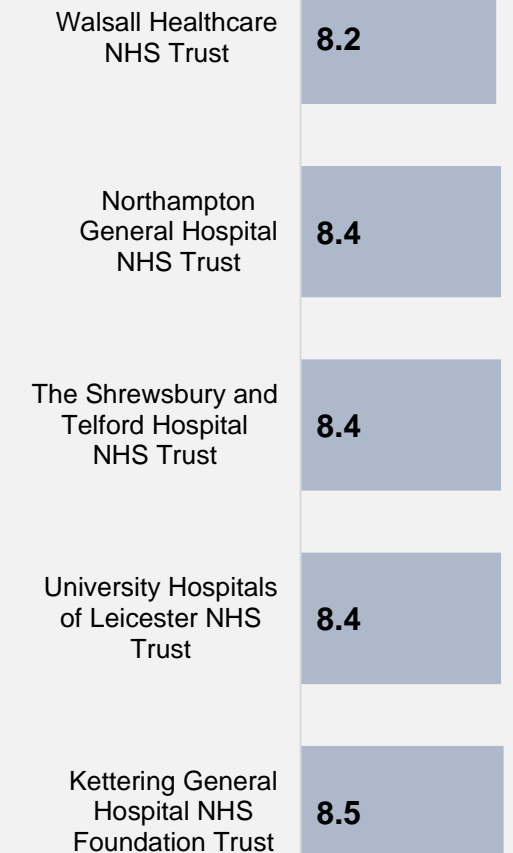 Walsall Healthcare
NHS Trust
8.2
Northampton
General Hospital
NHS Trust
8.4
The Shrewsbury and
Telford Hospital
NHS Trust
8.4
University Hospitals
of Leicester NHS
Trust
8.4
Kettering General
Hospital NHS
Foundation Trust
8.5